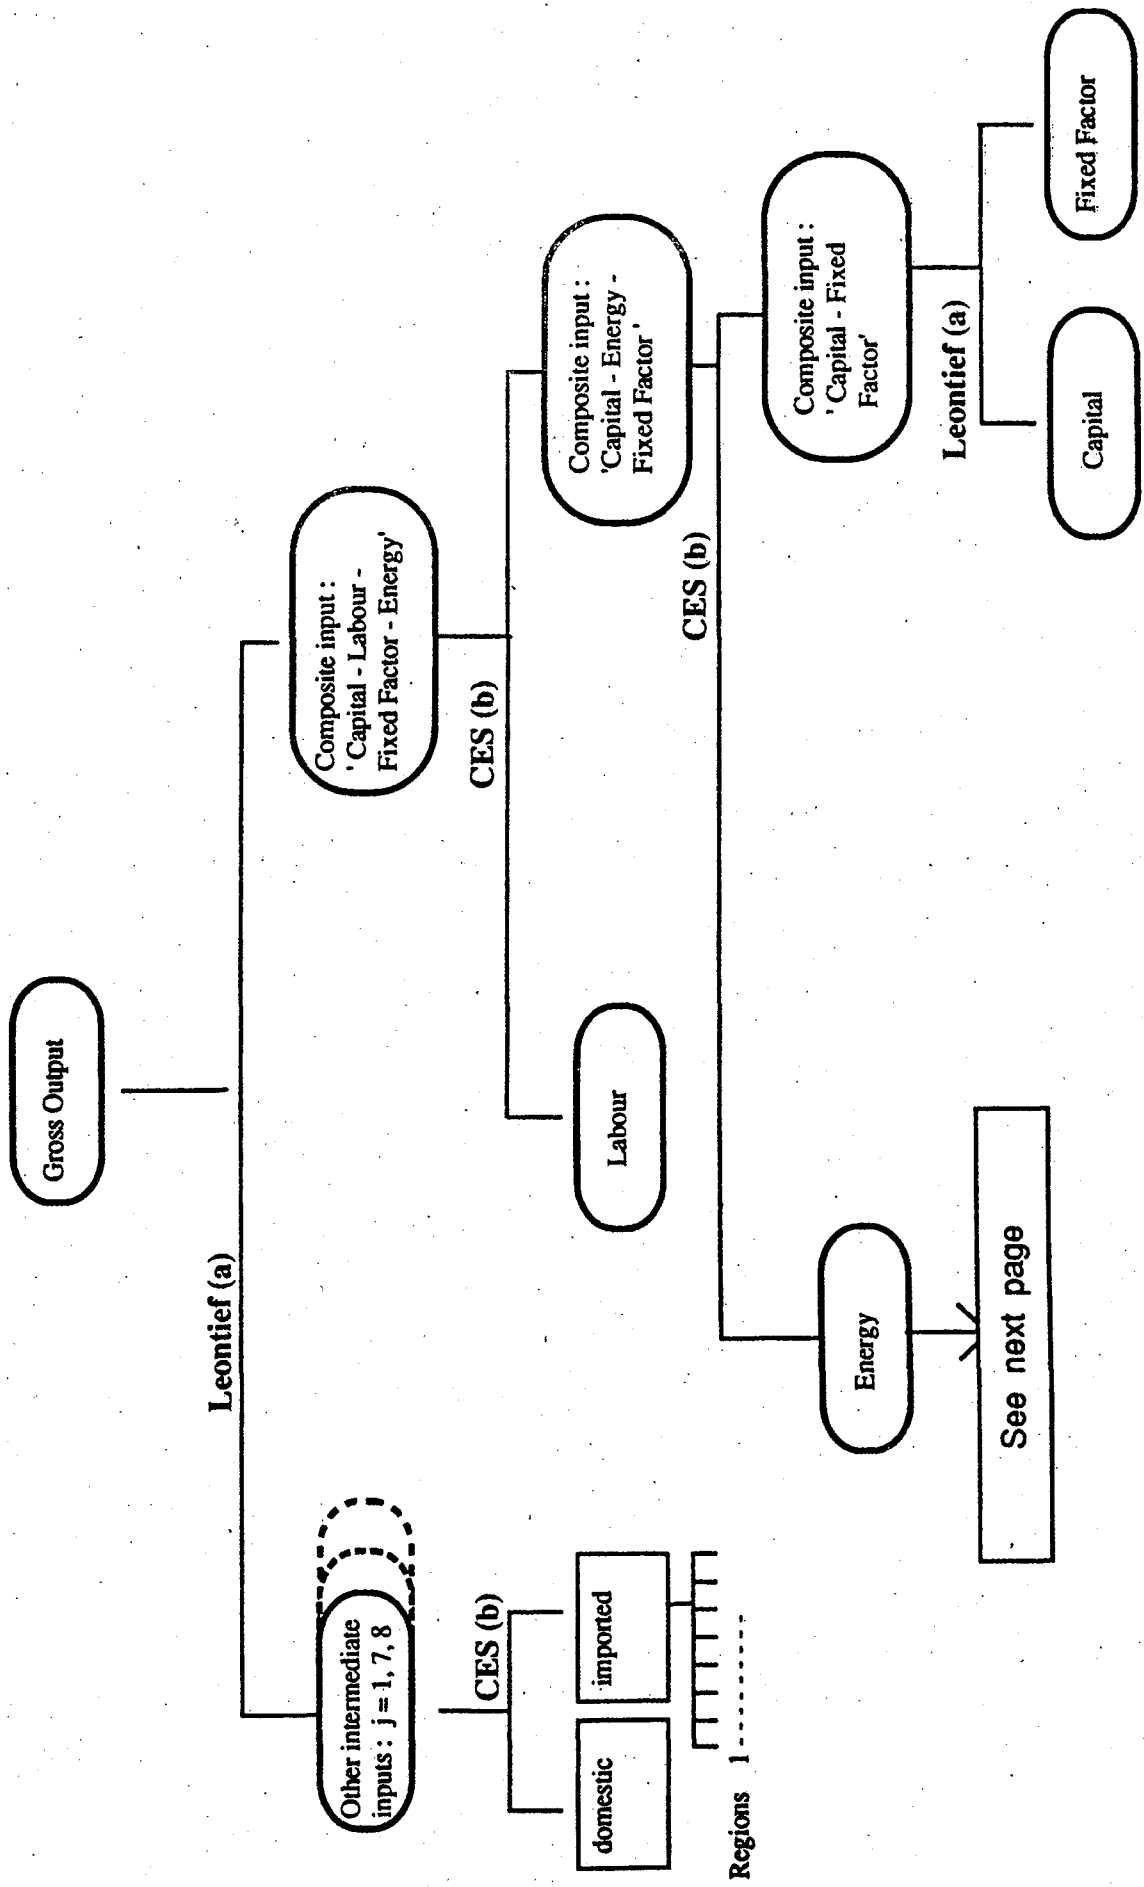 Gross Output
Leontief (a)
Other intermediate
inputs : j = 1, 7, 8
Composite input :
' Capital - Labour -
Fixed Factor - Energy'
CES (b)
CES (b)
domestic
imported
Labour
Composite input :
'Capital - Energy -
Fixed Factor '
Regions 1--------
CES (b)
Energy
Composite input :
' Capital - Fixed
Factor'
Leontief (a)
See next page
Capital
Fixed Factor